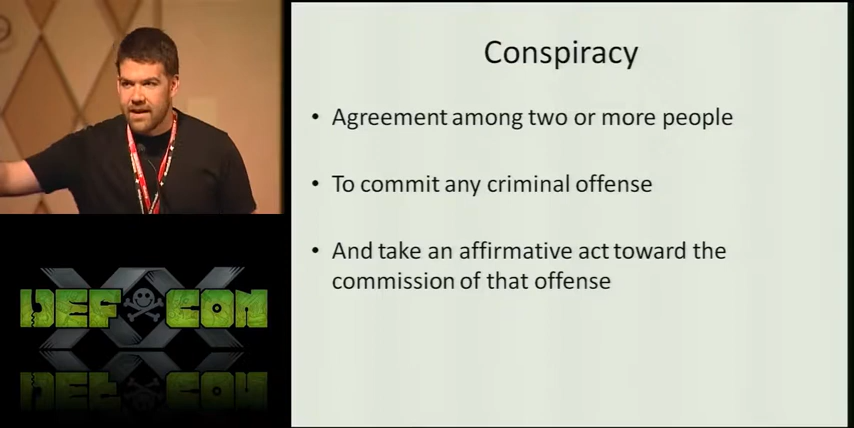 Conspiracy
• Agreement among two or more people
• To commit any criminal offense
• And take an affirmative act toward the
commission of that offense
XX
DEF CON